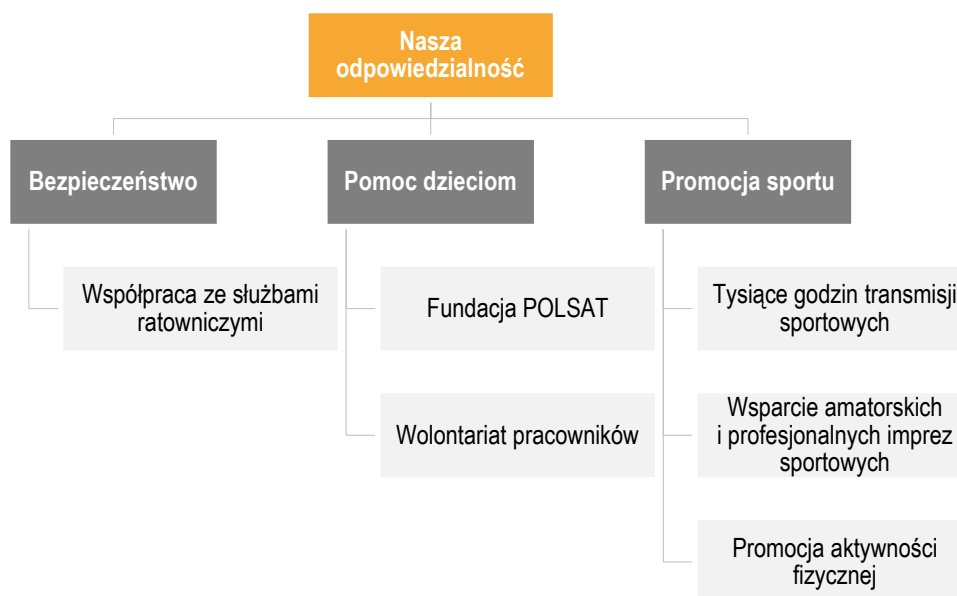 Nasza
odpowiedzialność
Bezpieczeństwo
Pomoc dzieciom
Promocja sportu
Współpraca ze służbami
ratowniczymi
Fundacja POLSAT
Tysiące godzin transmisji
sportowych
Wolontariat pracowników
Wsparcie amatorskich
i profesjonalnych imprez
sportowych
Promocja aktywności
fizycznej